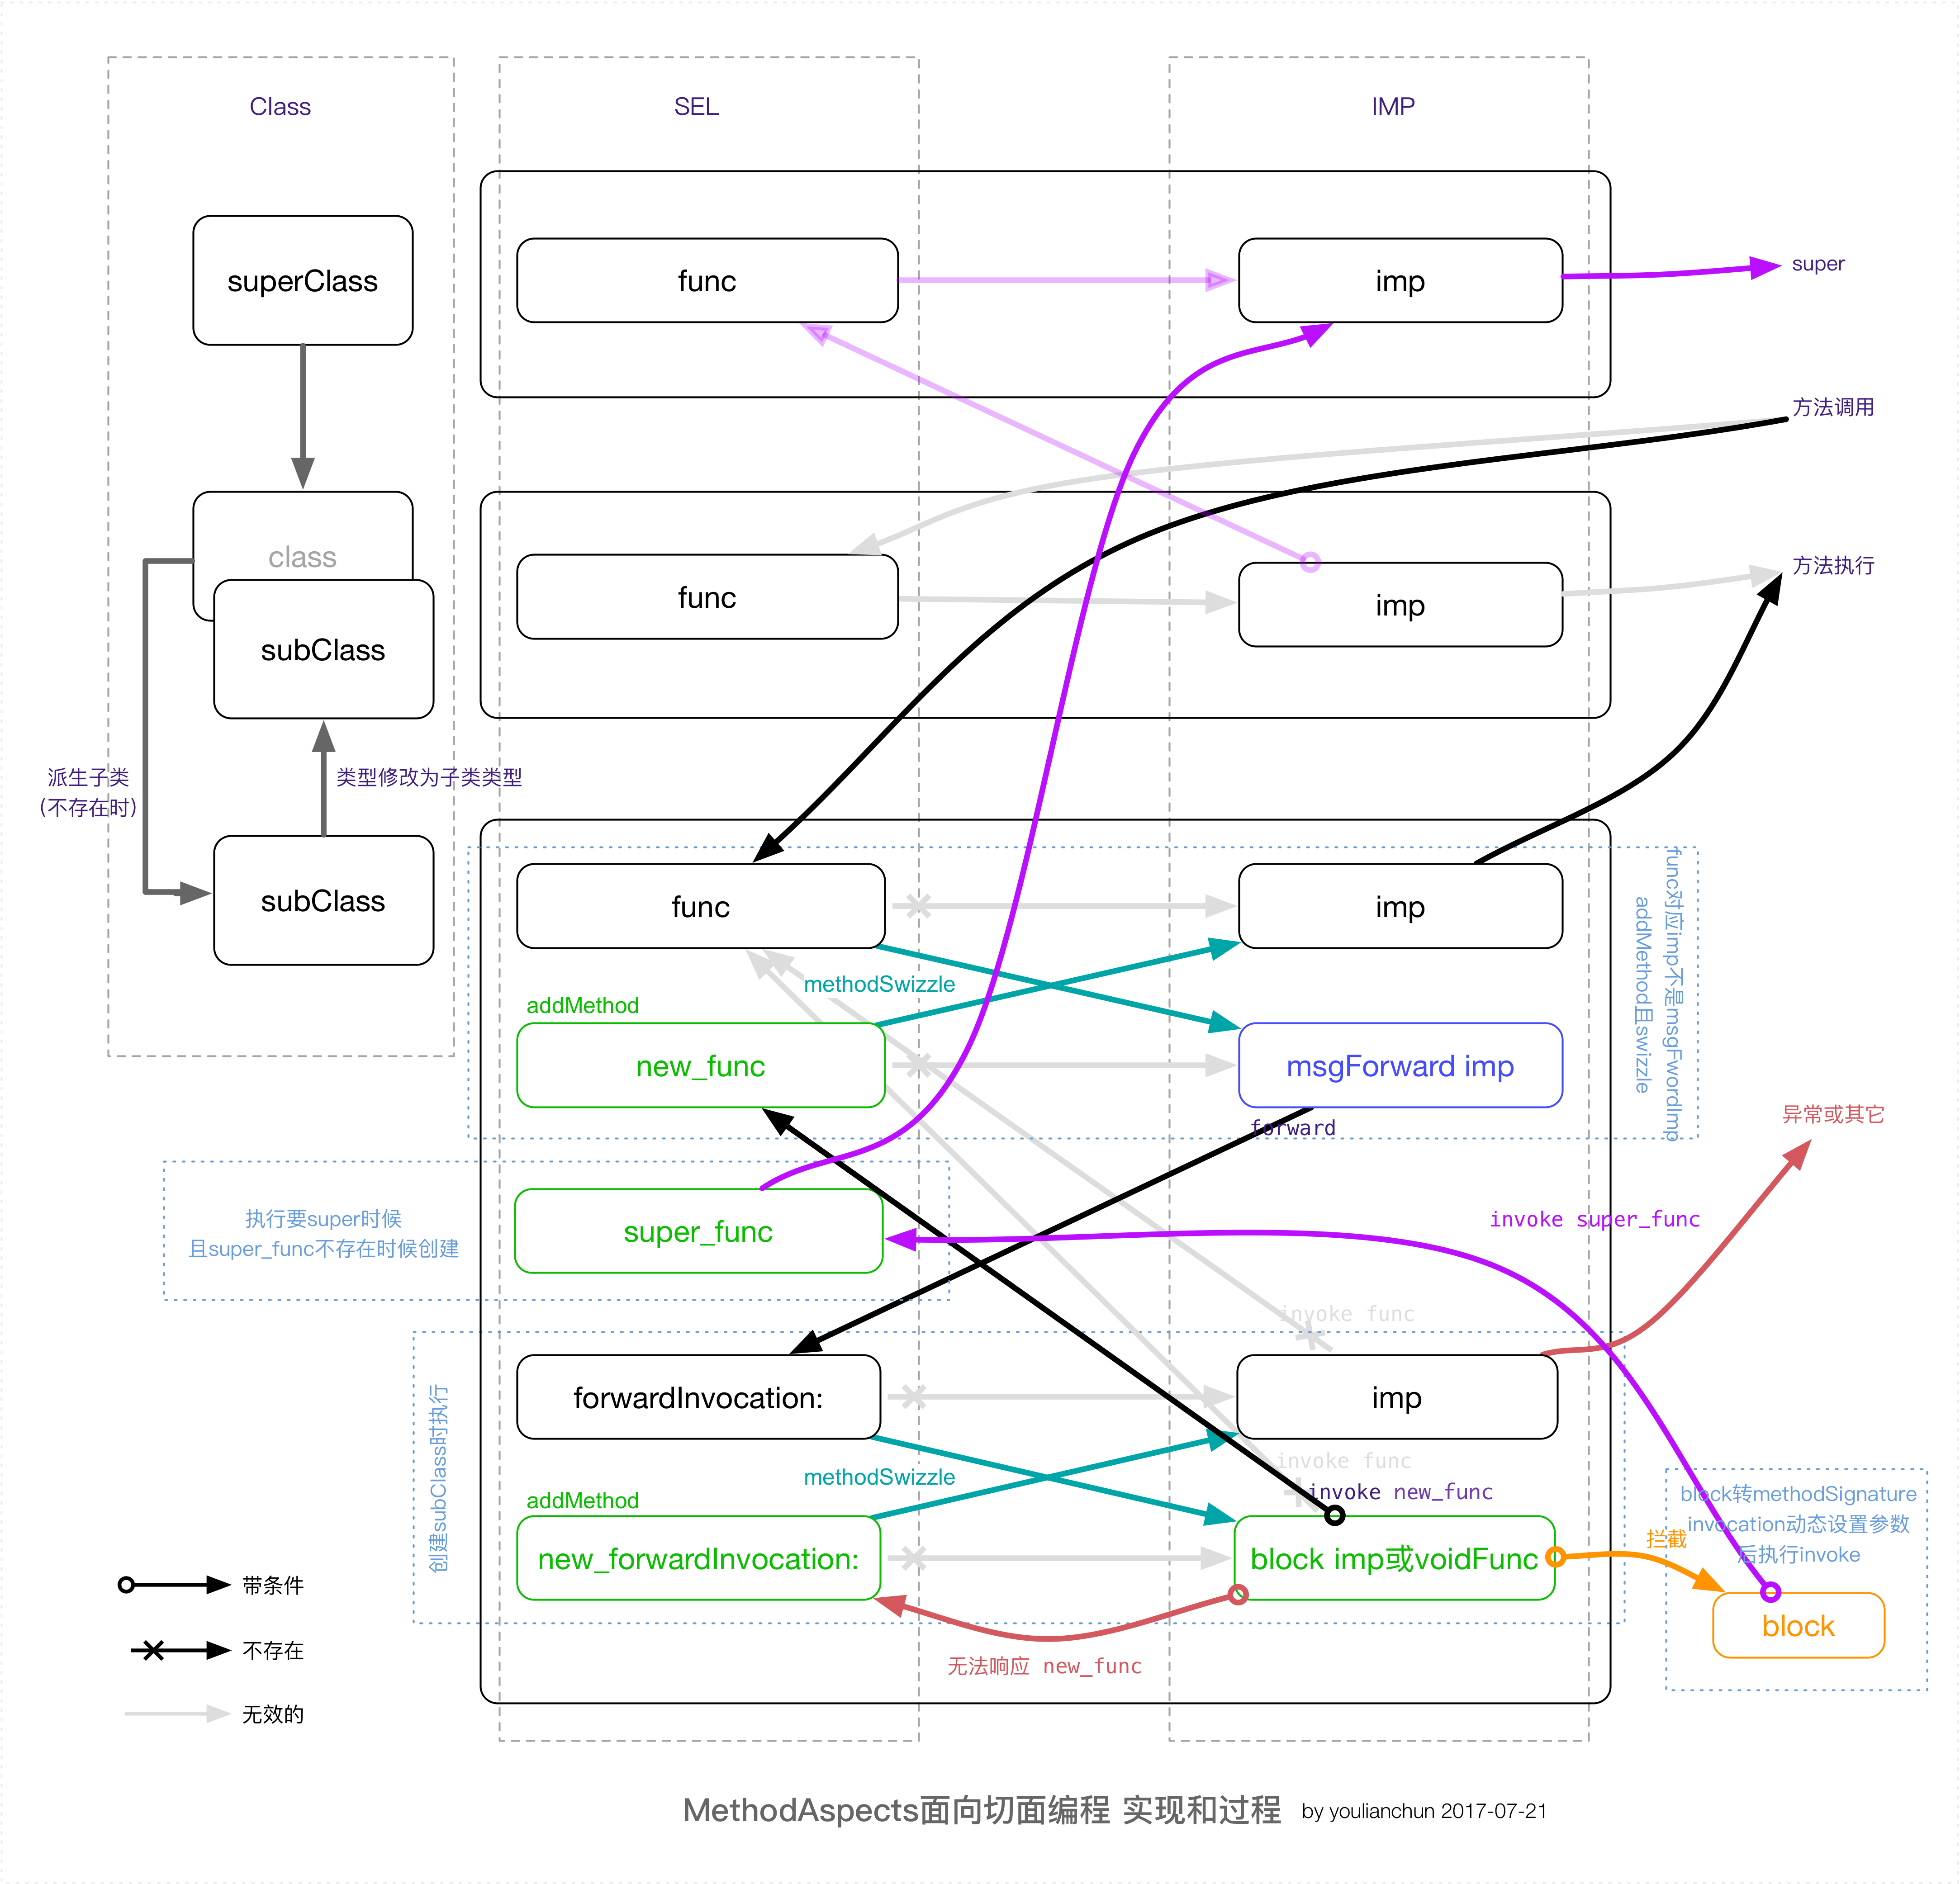 Class
SEL
IMP
superClass
func
imp
super
方法调用
class
subClass
func
imp
方法执行
派生子类
(不存在时)
类型修改为子类类型
subClass
func
imp
methodSwizzle
addMethod
new_func
msgForward imp
forward
func对应imp不是msgFwordImp
addMethod且swizzle
异常或其它
执行要super时候
且super_func不存在时候创建
super_func
invoke super_func
invoke func
创建subClass时执行
forwardInvocation:
imp
methodSwizzle
invoke func
invoke new_func
addMethod
new_forwardInvocation:
block imp或voidFunc
拦截
block转methodSignature
invocation动态设置参数
后执行invoke
block
无法响应 new_func
带条件
不存在
无效的
MethodAspects面向切面编程 实现和过程 by youlianchun 2017-07-21